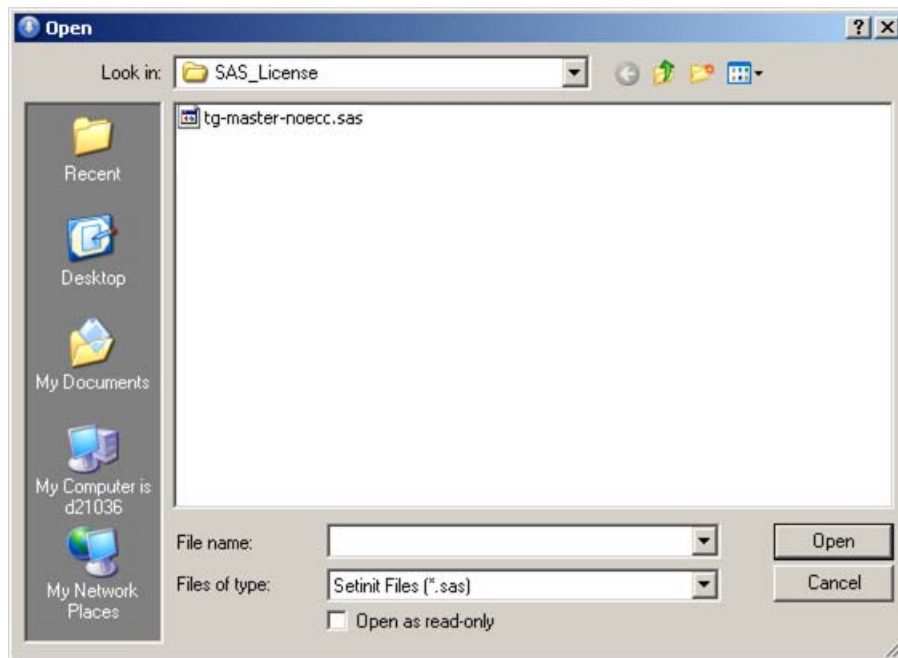 Open
Look in: SAS_License
tg-master-noecc.sas
Recent
Desktop
My Documents
My Computer is
d21036
My Network
Places
File name:
Open
Files of type: Setinit Files (*.sas)
Cancel
Open as read-only